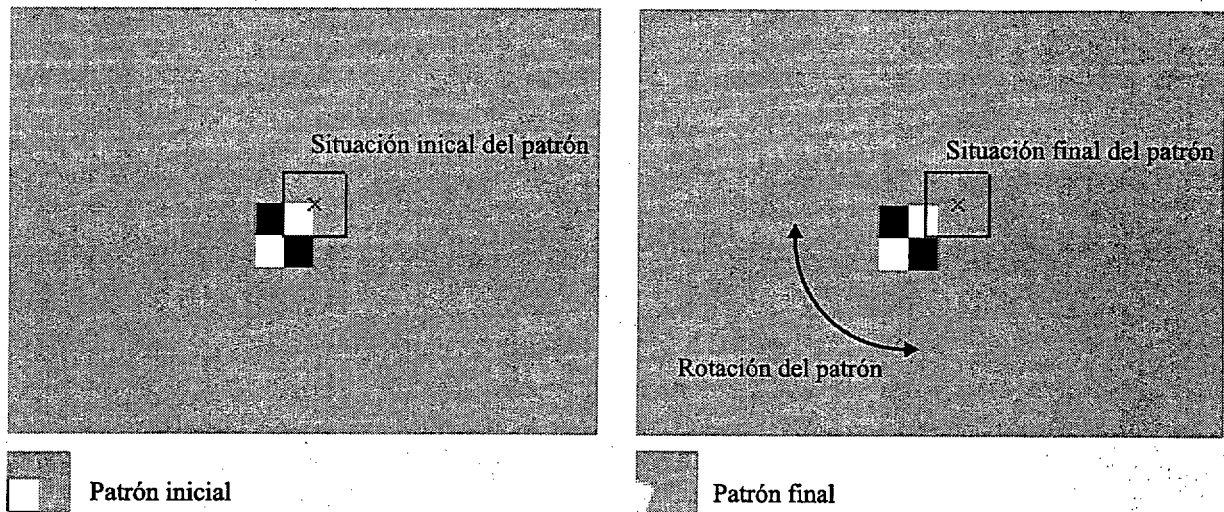 Situación inical del patrón
Situación final del patrón
Rotación del patrón
Patrón inicial
Patrón final